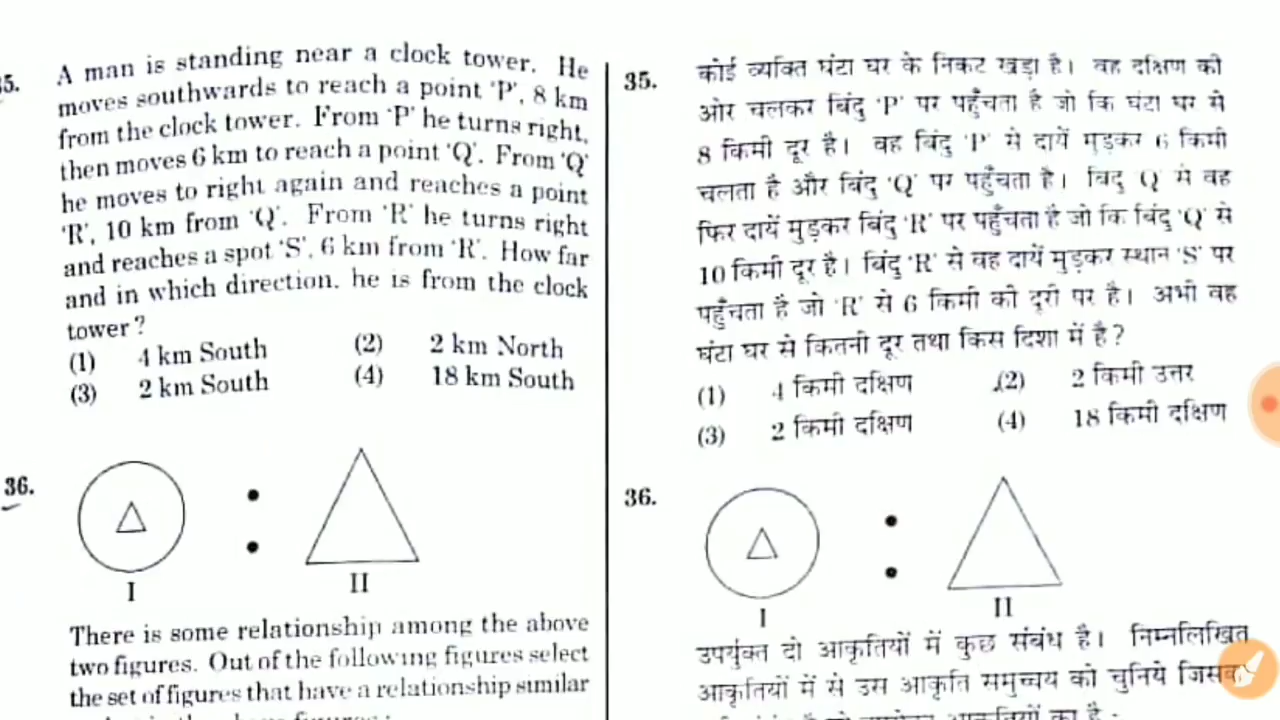 35. A man is standing near a clock tower. He
moves southwards to reach a point 'P', 8 km
from the clock tower. From 'P' he turns right,
then moves 6 km to reach a point 'Q'. From 'Q'
he moves to right again and reaches a point
'R', 10 km from 'Q'. From 'R' he turns right
and reaches a spot 'S', 6 km from 'R'. How far
and in which direction, he is from the clock
tower ?
(1) 4 km South (2) 2 km North
(3) 2 km South (4) 18 km South
36.
I II
There is some relationship among the above
two figures. Out of the following figures select
the set of figures that have a relationship similar
35. कोई व्यक्ति घंटा घर के निकट खड़ा है। वह दक्षिण की
ओर चलकर बिंदु 'P' पर पहुँचता है जो कि घंटा घर से
8 किमी दूर है। वह बिंदु 'P' से दायें मुड़कर 6 किमी
चलता है और बिंदु 'Q' पर पहुँचता है। बिंदु Q' से वह
फिर दायें मुड़कर बिंदु 'R' पर पहुँचता है जो कि बिंदु 'Q' से
10 किमी दूर है। बिंदु 'R' से वह दायें मुड़कर स्थान 'S' पर
पहुँचता है जो 'R' से 6 किमी की दूरी पर है। अभी वह
घंटा घर से कितनी दूर तथा किस दिशा में है ?
(1) 4 किमी दक्षिण (2) 2 किमी उत्तर
(3) 2 किमी दक्षिण (4) 18 किमी दक्षिण
36.
I II
उपर्युक्त दो आकृतियों में कुछ संबंध है। निम्नलिखित
आकृतियों में से उस आकृति समुच्चय को चुनिये